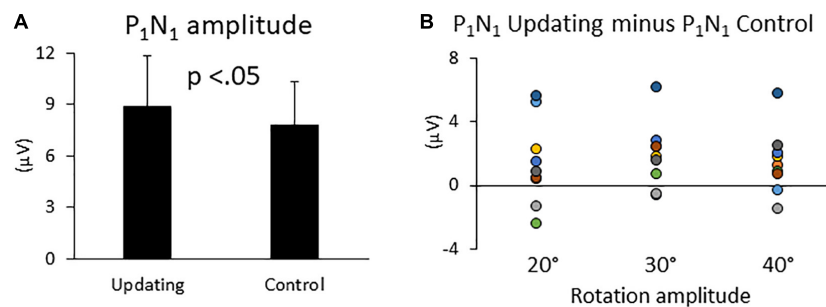 A
P₁N₁ amplitude
12
9
6
3
0
(µV)
p <.05
Updating
Control
B
P₁N₁ Updating minus P₁N₁ Control
8
4
0
-4
(µV)
20°
30°
40°
Rotation amplitude